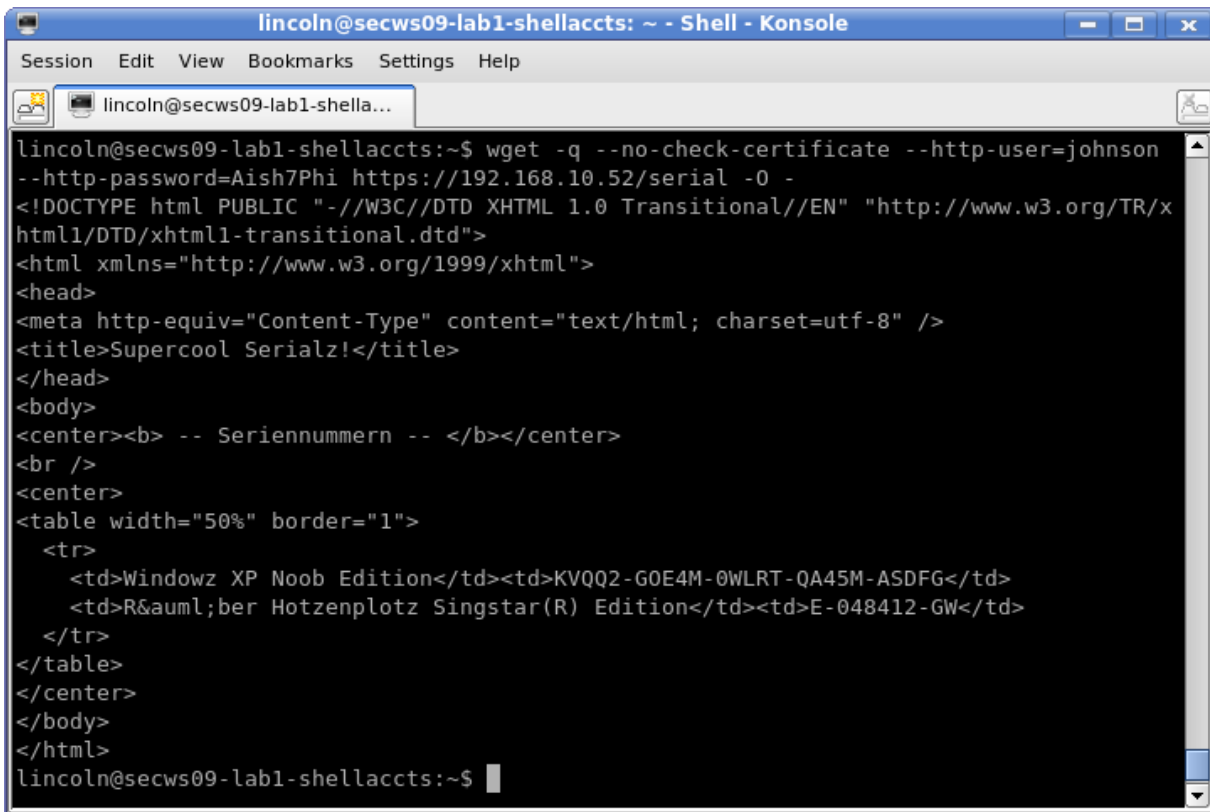 lincoln@secws09-lab1-shellaccts: ~ - Shell - Konsole
Session Edit View Bookmarks Settings Help
lincoln@secws09-lab1-shella...
lincoln@secws09-lab1-shellaccts:~$ wget -q --no-check-certificate --http-user=johnson
--http-password=Aish7Phi https://192.168.10.52/serial -O -
<!DOCTYPE html PUBLIC "-//W3C//DTD XHTML 1.0 Transitional//EN" "http://www.w3.org/TR/x
html1/DTD/xhtml1-transitional.dtd">
<html xmlns="http://www.w3.org/1999/xhtml">
<head>
<meta http-equiv="Content-Type" content="text/html; charset=utf-8" />
<title>Supercool Serialz!</title>
</head>
<body>
<center><b> -- Seriennummern -- </b></center>
<br />
<center>
<table width="50%" border="1">
  <tr>
    <td>Windowz XP Noob Edition</td><td>KVQQ2-GOE4M-0WLRT-QA45M-ASDFG</td>
    <td>R&auml;ber Hotzenplotz Singstar(R) Edition</td><td>E-048412-GW</td>
  </tr>
</table>
</center>
</body>
</html>
lincoln@secws09-lab1-shellaccts:~$